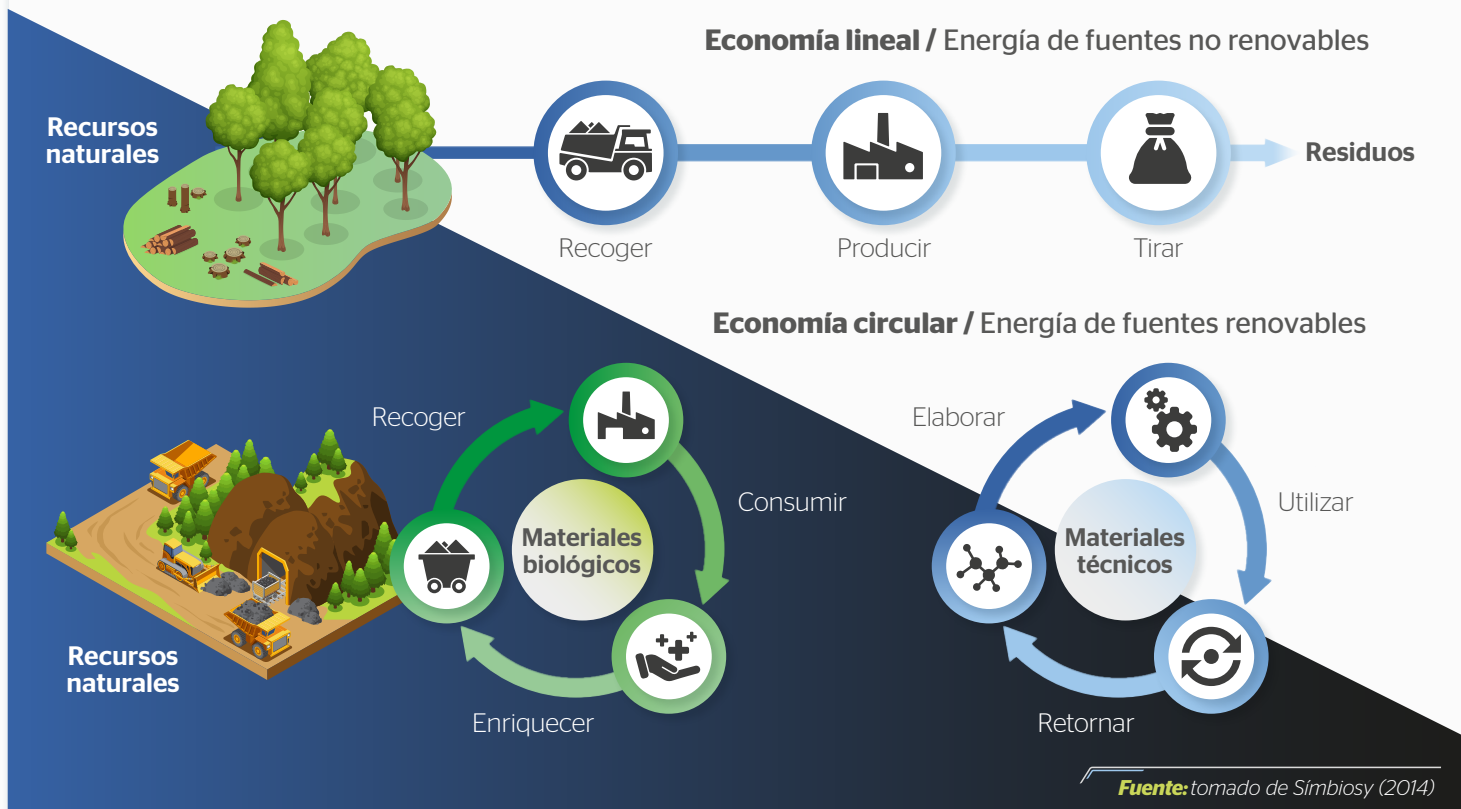 Economía lineal / Energía de fuentes no renovables
Recursos
naturales
Residuos
Recoger
Producir
Tirar
Economía circular / Energía de fuentes renovables
Recoger
Consumir
Materiales
biológicos
Enriquecer
Elaborar
Utilizar
Materiales
técnicos
Retornar
Recursos
naturales
Fuente: tomado de Símbiosy (2014)